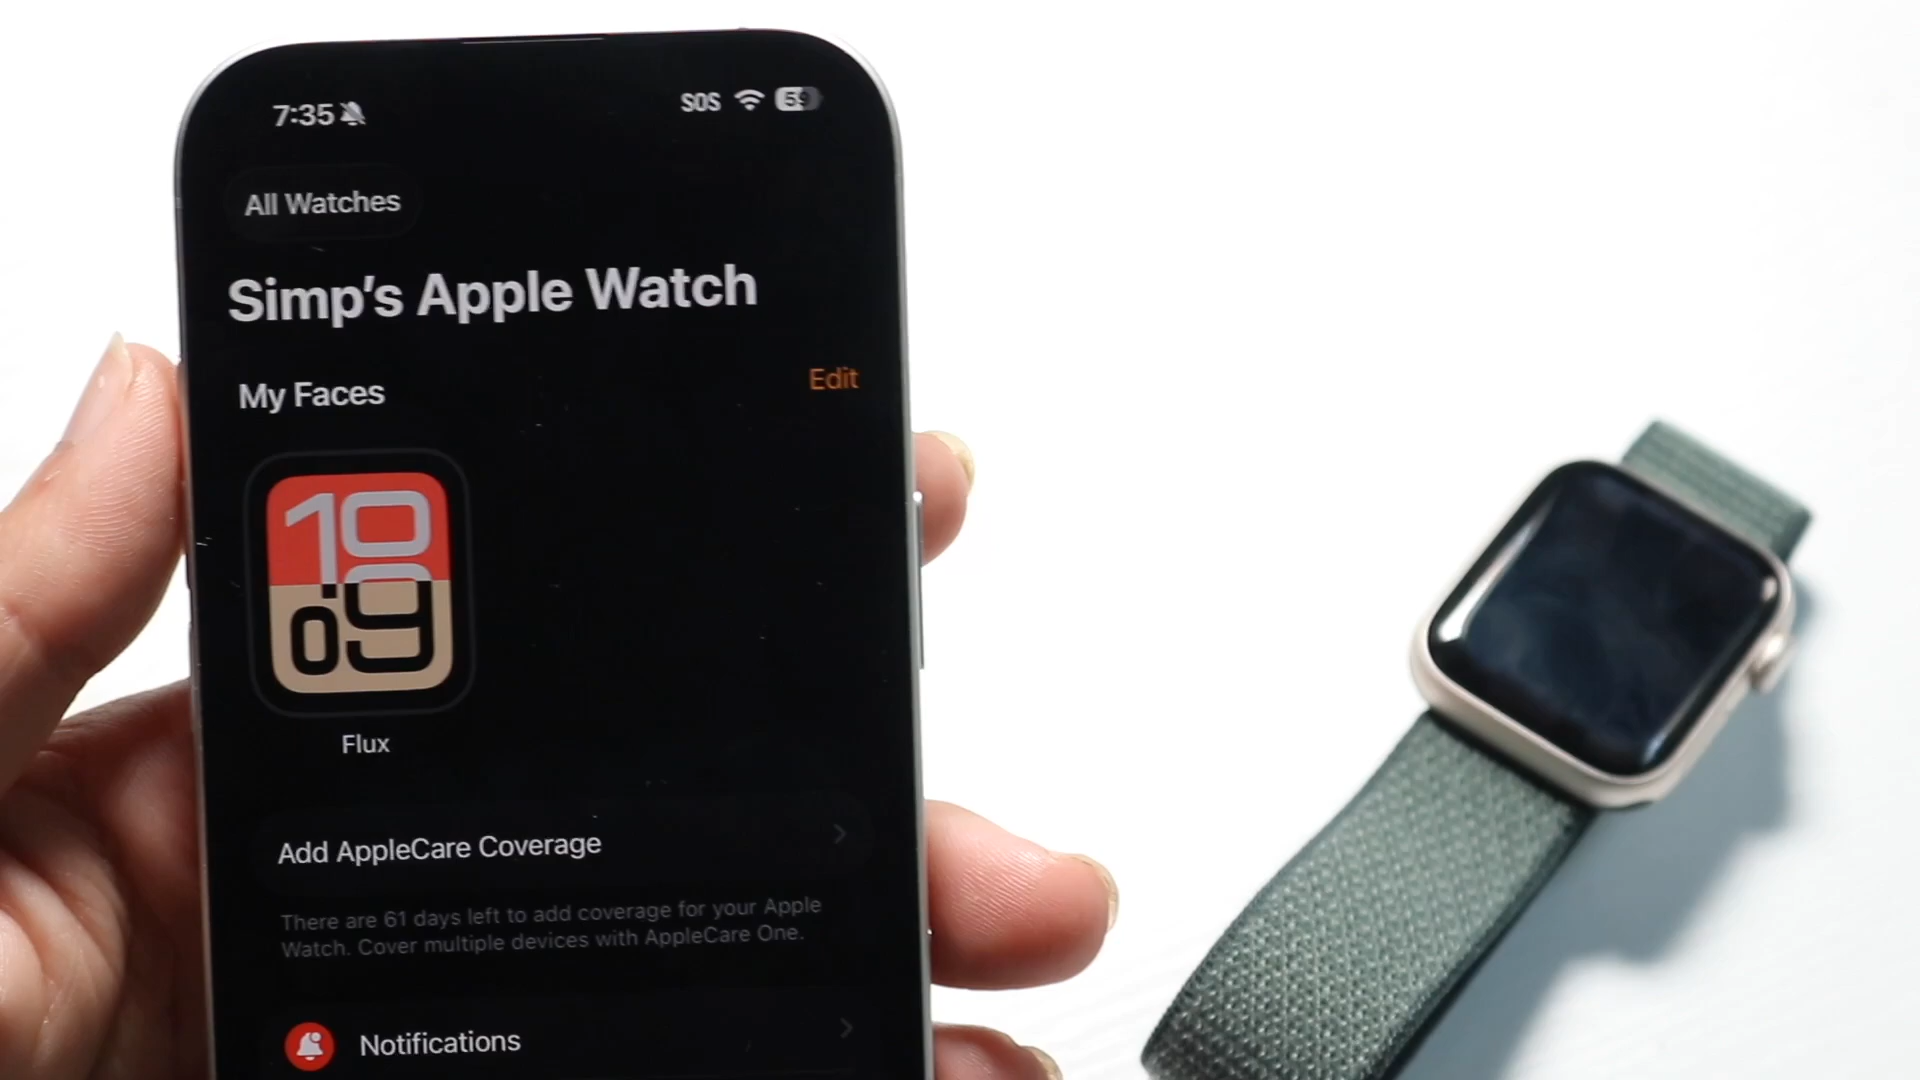 7:35
SOS
59
All Watches
Simp's Apple Watch
My Faces
Edit
10
09
Flux
Add AppleCare Coverage
There are 61 days left to add coverage for your Apple
Watch. Cover multiple devices with AppleCare One.
Notifications